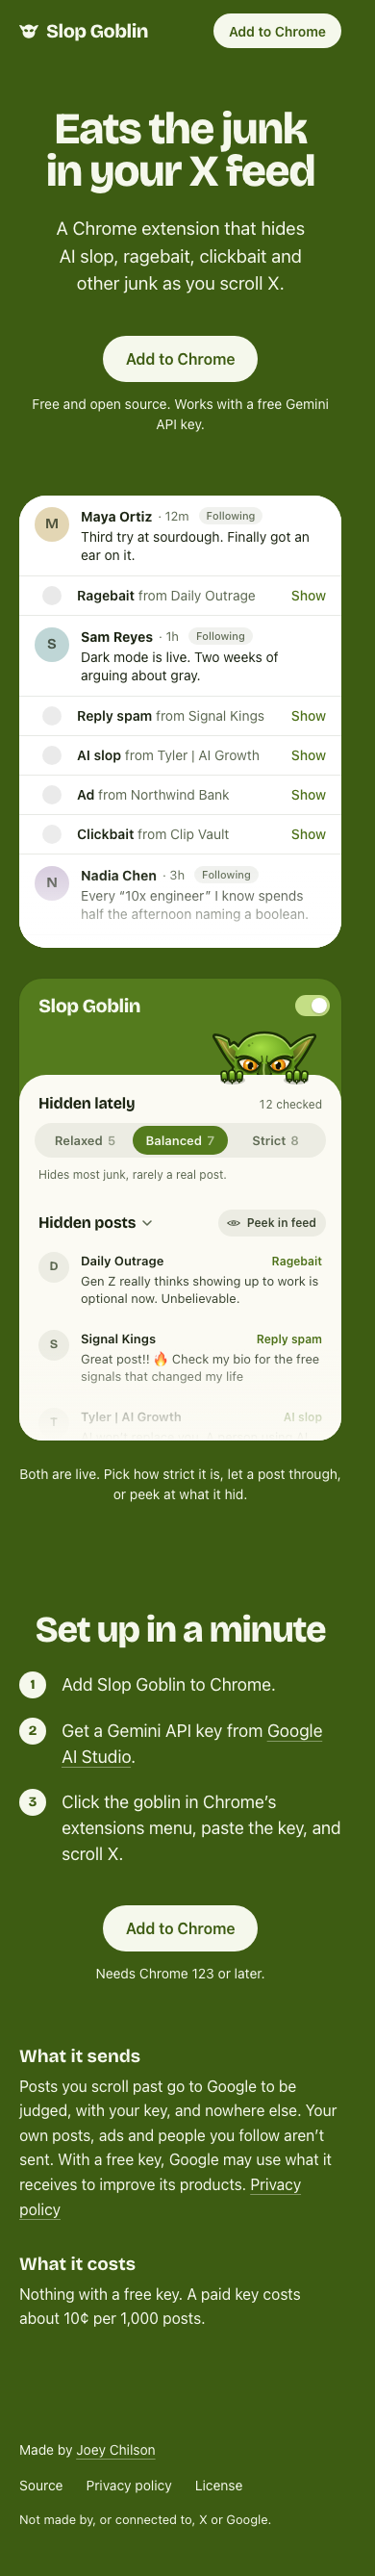 Slop Goblin
Add to Chrome
Eats the junk
in your X feed
A Chrome extension that hides
AI slop, ragebait, clickbait and
other junk as you scroll X.
Add to Chrome
Free and open source. Works with a free Gemini
API key.
M
Maya Ortiz · 12m Following
Third try at sourdough. Finally got an
ear on it.
Ragebait from Daily Outrage Show
S
Sam Reyes · 1h Following
Dark mode is live. Two weeks of
arguing about gray.
Reply spam from Signal Kings Show
AI slop from Tyler | AI Growth Show
Ad from Northwind Bank Show
Clickbait from Clip Vault Show
N
Nadia Chen · 3h Following
Every “10x engineer” I know spends
half the afternoon naming a boolean.
Slop Goblin
Hidden lately 12 checked
Relaxed 5 Balanced 7 Strict 8
Hides most junk, rarely a real post.
Hidden posts Peek in feed
D
Daily Outrage Ragebait
Gen Z really thinks showing up to work is
optional now. Unbelievable.
S
Signal Kings Reply spam
Great post!! 🔥 Check my bio for the free
signals that changed my life
T
Tyler | AI Growth AI slop
Both are live. Pick how strict it is, let a post through,
or peek at what it hid.
Set up in a minute
1 Add Slop Goblin to Chrome.
2 Get a Gemini API key from Google
AI Studio.
3 Click the goblin in Chrome’s
extensions menu, paste the key, and
scroll X.
Add to Chrome
Needs Chrome 123 or later.
What it sends
Posts you scroll past go to Google to be
judged, with your key, and nowhere else. Your
own posts, ads and people you follow aren’t
sent. With a free key, Google may use what it
receives to improve its products. Privacy
policy
What it costs
Nothing with a free key. A paid key costs
about 10¢ per 1,000 posts.
Made by Joey Chilson
Source Privacy policy License
Not made by, or connected to, X or Google.